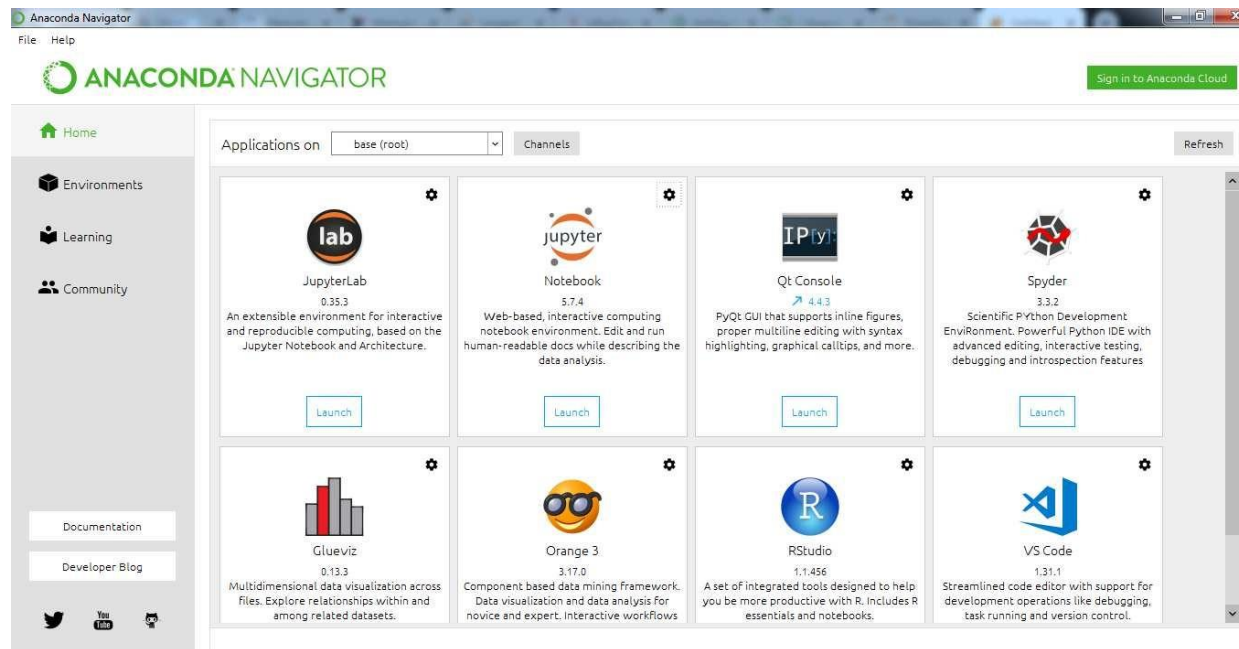 Anaconda Navigator
File Help
ANACONDA NAVIGATOR
Sign in to Anaconda Cloud
Home
Environments
Learning
Community
Documentation
Developer Blog
You
Tube
Applications on base (root) Channels
Refresh
lab
JupyterLab
0.35.3
An extensible environment for interactive
and reproducible computing, based on the
Jupyter Notebook and Architecture.
Launch
jupyter
Notebook
5.7.4
Web-based, interactive computing
notebook environment. Edit and run
human-readable docs while describing the
data analysis.
Launch
IP[y]:
Qt Console
4.4.3
PyQt GUI that supports inline figures,
proper multiline editing with syntax
highlighting, graphical calltips, and more.
Launch
Spyder
3.3.2
Scientific PYthon Development
EnviRonment. Powerful Python IDE with
advanced editing, interactive testing,
debugging and introspection features
Launch
Glueviz
0.13.3
Multidimensional data visualization across
files. Explore relationships within and
among related datasets.
Orange 3
3.17.0
Component based data mining framework.
Data visualization and data analysis for
novice and expert. Interactive workflows
R
RStudio
1.1.456
A set of integrated tools designed to help
you be more productive with R. Includes R
essentials and notebooks.
VS Code
1.31.1
Streamlined code editor with support for
development operations like debugging,
task running and version control.